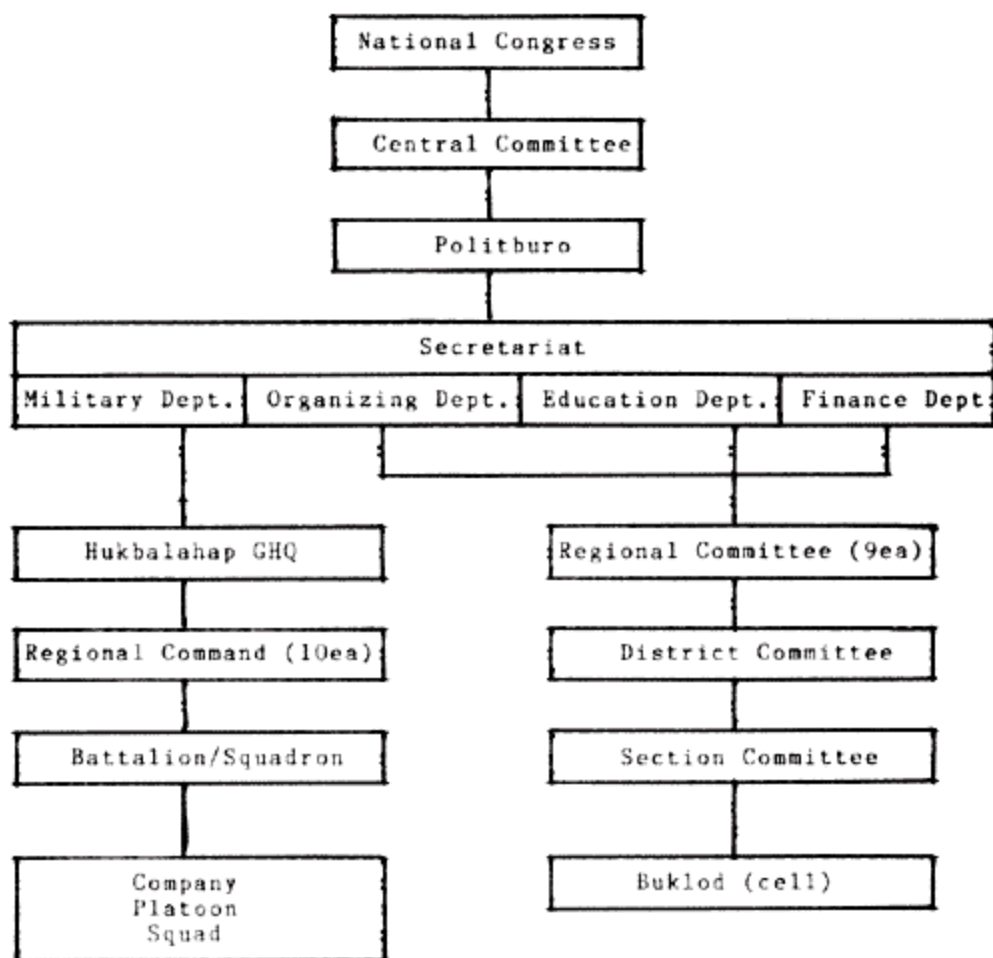 National Congress
Central Committee
Politburo
Secretariat
Military Dept. Organizing Dept. Education Dept. Finance Dept
Hukbalahap GHQ
Regional Committee (9ea)
Regional Command (10ea)
District Committee
Battalion/Squadron
Section Committee
Company
Platoon
Squad
Buklod (cell)